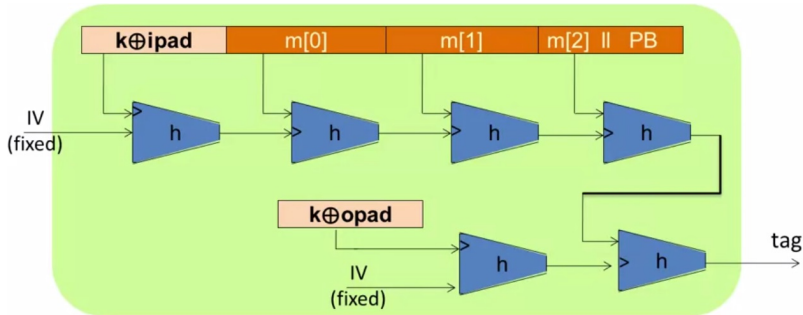 k⊕ipad m[0] m[1] m[2] ll PB
IV
(fixed)
h h h h
k⊕opad
tag
h h
IV
(fixed)